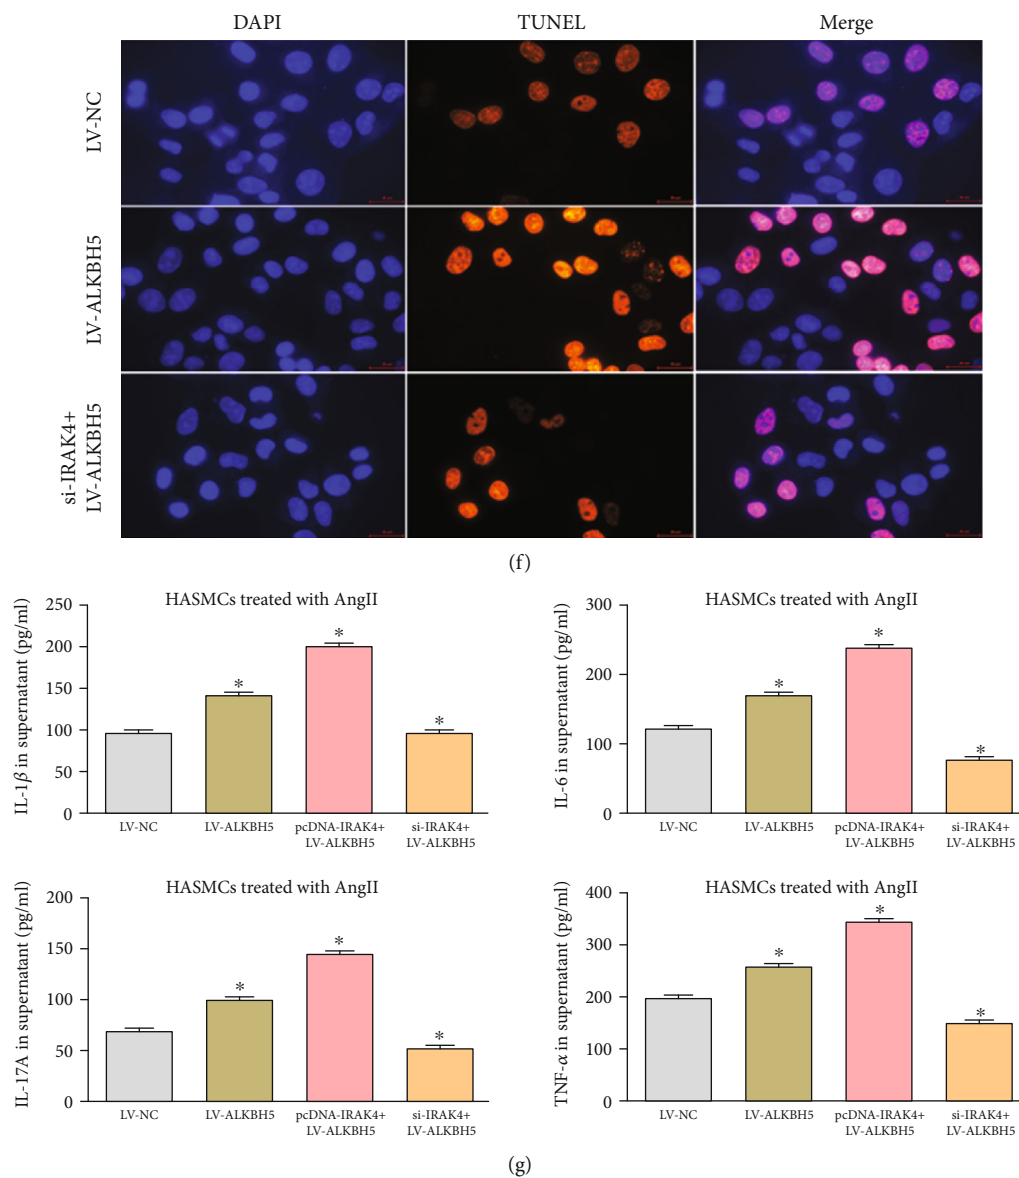 DAPI
TUNEL
Merge
LV-NC
LV-ALKBH5
si-IRAK4+
LV-ALKBH5
(f)
HASMCs treated with AngII
IL-1β in supernatant (pg/ml)
250
200
150
100
50
0
*
*
*
LV-NC
LV-ALKBH5
pcDNA-IRAK4+
LV-ALKBH5
si-IRAK4+
LV-ALKBH5
HASMCs treated with AngII
IL-6 in supernatant (pg/ml)
300
200
100
0
*
*
*
LV-NC
LV-ALKBH5
pcDNA-IRAK4+
LV-ALKBH5
si-IRAK4+
LV-ALKBH5
HASMCs treated with AngII
IL-17A in supernatant (pg/ml)
200
150
100
50
0
*
*
*
LV-NC
LV-ALKBH5
pcDNA-IRAK4+
LV-ALKBH5
si-IRAK4+
LV-ALKBH5
HASMCs treated with AngII
TNF-α in supernatant (pg/ml)
400
300
200
100
0
*
*
*
LV-NC
LV-ALKBH5
pcDNA-IRAK4+
LV-ALKBH5
si-IRAK4+
LV-ALKBH5
(g)